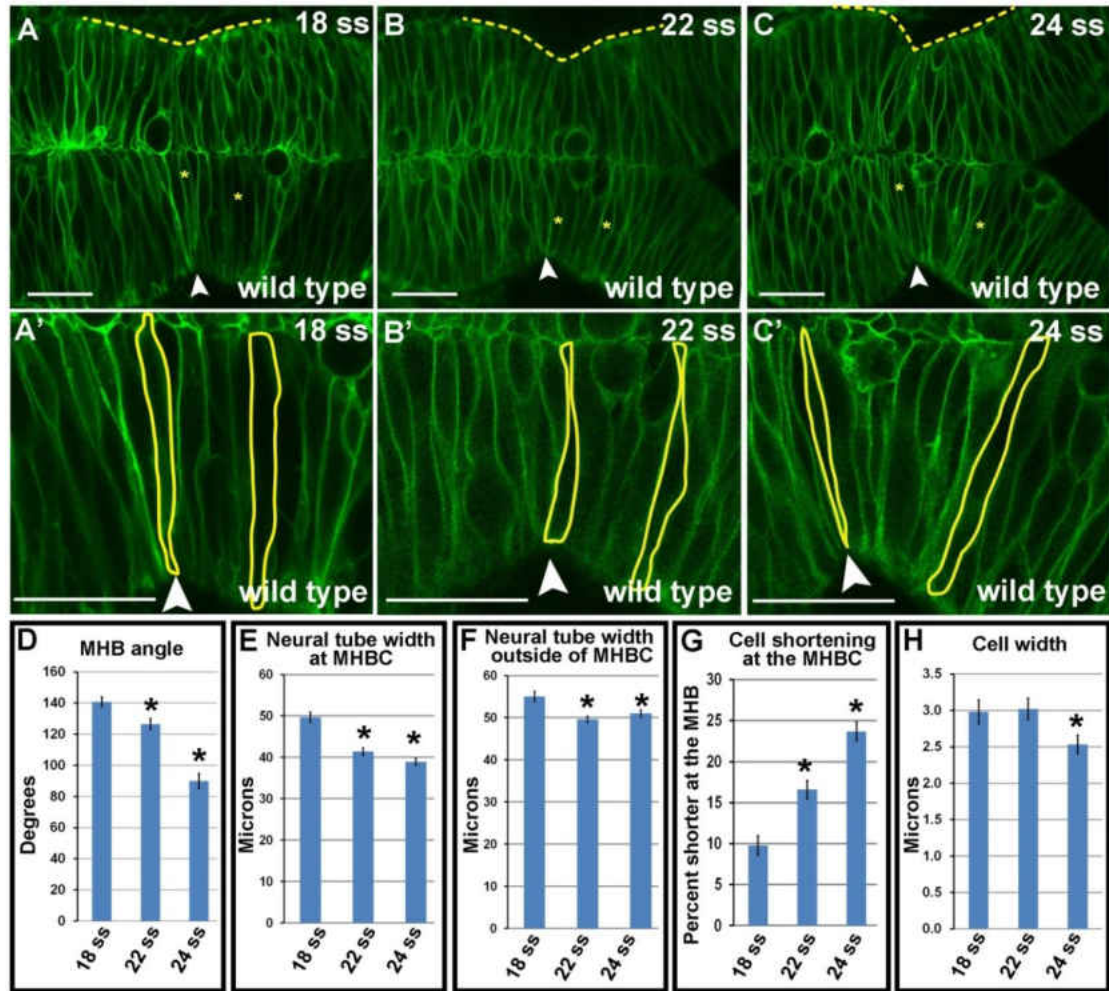 A
18 ss
wild type
B
22 ss
wild type
C
24 ss
wild type
A'
18 ss
wild type
B'
22 ss
wild type
C'
24 ss
wild type
D
MHB angle
Degrees
160
140
120
100
80
60
40
20
0
*
*
18 ss
22 ss
24 ss
E
Neural tube width
at MHBC
Microns
60
50
40
30
20
10
0
*
*
18 ss
22 ss
24 ss
F
Neural tube width
outside of MHBC
Microns
60
50
40
30
20
10
0
*
*
18 ss
22 ss
24 ss
G
Cell shortening
at the MHBC
Percent shorter at the MHB
30
25
20
15
10
5
0
*
*
18 ss
22 ss
24 ss
H
Cell width
Microns
3.5
3.0
2.5
2.0
1.5
1.0
0.5
0.0
*
18 ss
22 ss
24 ss